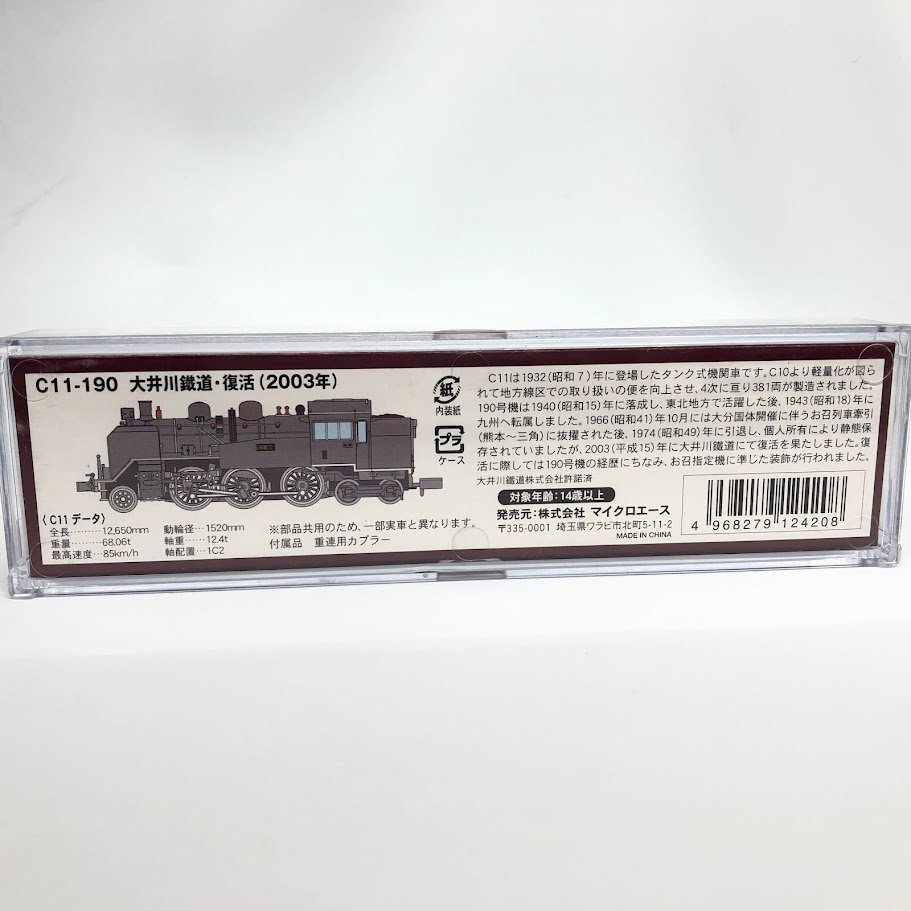 C11-190 大井川鐵道・復活(2003年)
〈C11 データ〉
全長………12,650mm
重量………68.06t
最高速度…85km/h
動輪径…1520mm
軸重……12.4t
軸配置…1C2
※部品共用のため、一部実車と異なります。
付属品 重連用カプラー
紙
内装紙
プラ
ケース
C11は1932(昭和7)年に登場したタンク式機関車です。C10より軽量化が図ら
れて地方線区での取り扱いの便を向上させ、4次に亘り381両が製造されました。
190号機は1940(昭和15)年に落成し、東北地方で活躍した後、1943(昭和18)年に
九州へ転属しました。1966(昭和41)年10月には大分国体開催に伴うお召列車牽引
(熊本～三角)に抜擢された後、1974(昭和49)年に引退し、個人所有により静態保
存されていましたが、2003(平成15)年に大井川鐵道にて復活を果たしました。復
活に際しては190号機の経歴にちなみ、お召指定機に準じた装飾が行われました。
大井川鐵道株式会社許諾済
対象年齢:14歳以上
発売元:株式会社 マイクロエース
〒335-0001 埼玉県ワラビ市北町5-11-2
MADE IN CHINA
4 968279 124208